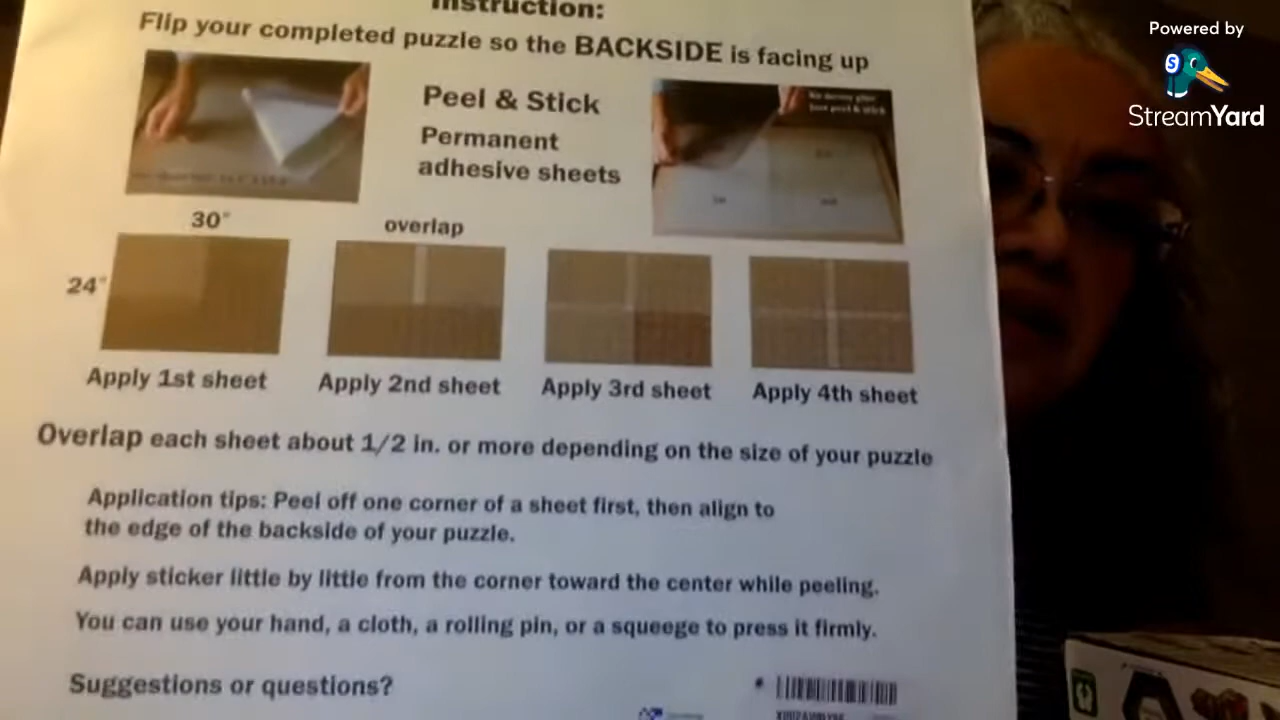 Instruction:
Flip your completed puzzle so the BACKSIDE is facing up
Powered by
StreamYard
Peel & Stick
Permanent
adhesive sheets
30"
overlap
24"
Apply 1st sheet
Apply 2nd sheet
Apply 3rd sheet
Apply 4th sheet
Overlap each sheet about 1/2 in. or more depending on the size of your puzzle
Application tips: Peel off one corner of a sheet first, then align to
the edge of the backside of your puzzle.
Apply sticker little by little from the corner toward the center while peeling.
You can use your hand, a cloth, a rolling pin, or a squeege to press it firmly.
Suggestions or questions?